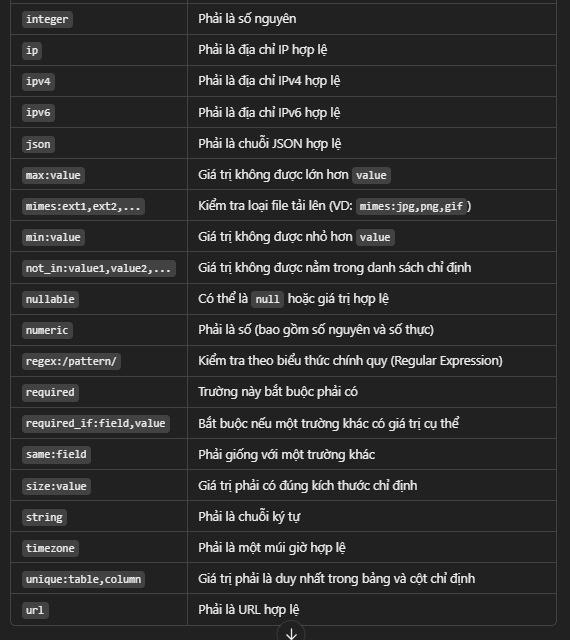 integer Phải là số nguyên
ip Phải là địa chỉ IP hợp lệ
ipv4 Phải là địa chỉ IPv4 hợp lệ
ipv6 Phải là địa chỉ IPv6 hợp lệ
json Phải là chuỗi JSON hợp lệ
max:value Giá trị không được lớn hơn value
mimes:ext1,ext2,... Kiểm tra loại file tải lên (VD: mimes:jpg,png,gif )
min:value Giá trị không được nhỏ hơn value
not_in:value1,value2,... Giá trị không được nằm trong danh sách chỉ định
nullable Có thể là null hoặc giá trị hợp lệ
numeric Phải là số (bao gồm số nguyên và số thực)
regex:/pattern/ Kiểm tra theo biểu thức chính quy (Regular Expression)
required Trường này bắt buộc phải có
required_if:field,value Bắt buộc nếu một trường khác có giá trị cụ thể
same:field Phải giống với một trường khác
size:value Giá trị phải có đúng kích thước chỉ định
string Phải là chuỗi ký tự
timezone Phải là một múi giờ hợp lệ
unique:table,column Giá trị phải là duy nhất trong bảng và cột chỉ định
url Phải là URL hợp lệ